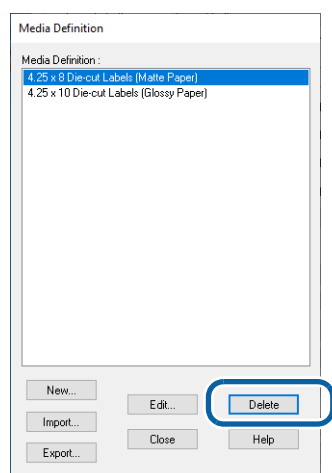 Media Definition
Media Definition :
4.25 x 8 Die-cut Labels (Matte Paper)
4.25 x 10 Die-cut Labels (Glossy Paper)
New...
Edit...
Delete
Import...
Close
Help
Export...